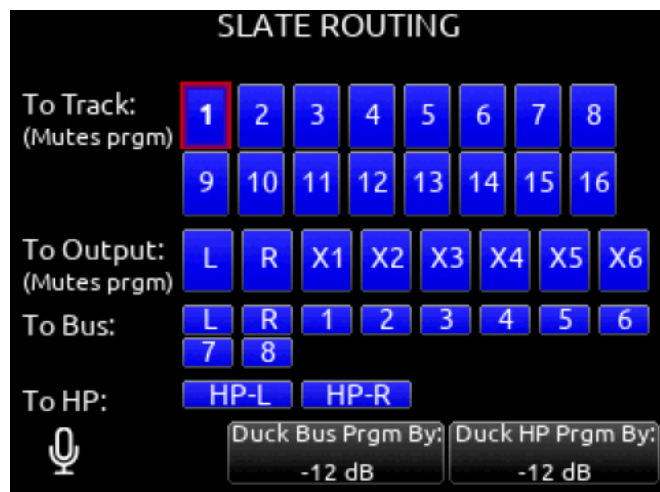 SLATE ROUTING
To Track: 1 2 3 4 5 6 7 8
(Mutes prgm)
9 10 11 12 13 14 15 16
To Output: L R X1 X2 X3 X4 X5 X6
(Mutes prgm)
To Bus: L R 1 2 3 4 5 6
7 8
To HP: HP-L HP-R
Duck Bus Prgm By: Duck HP Prgm By:
-12 dB -12 dB